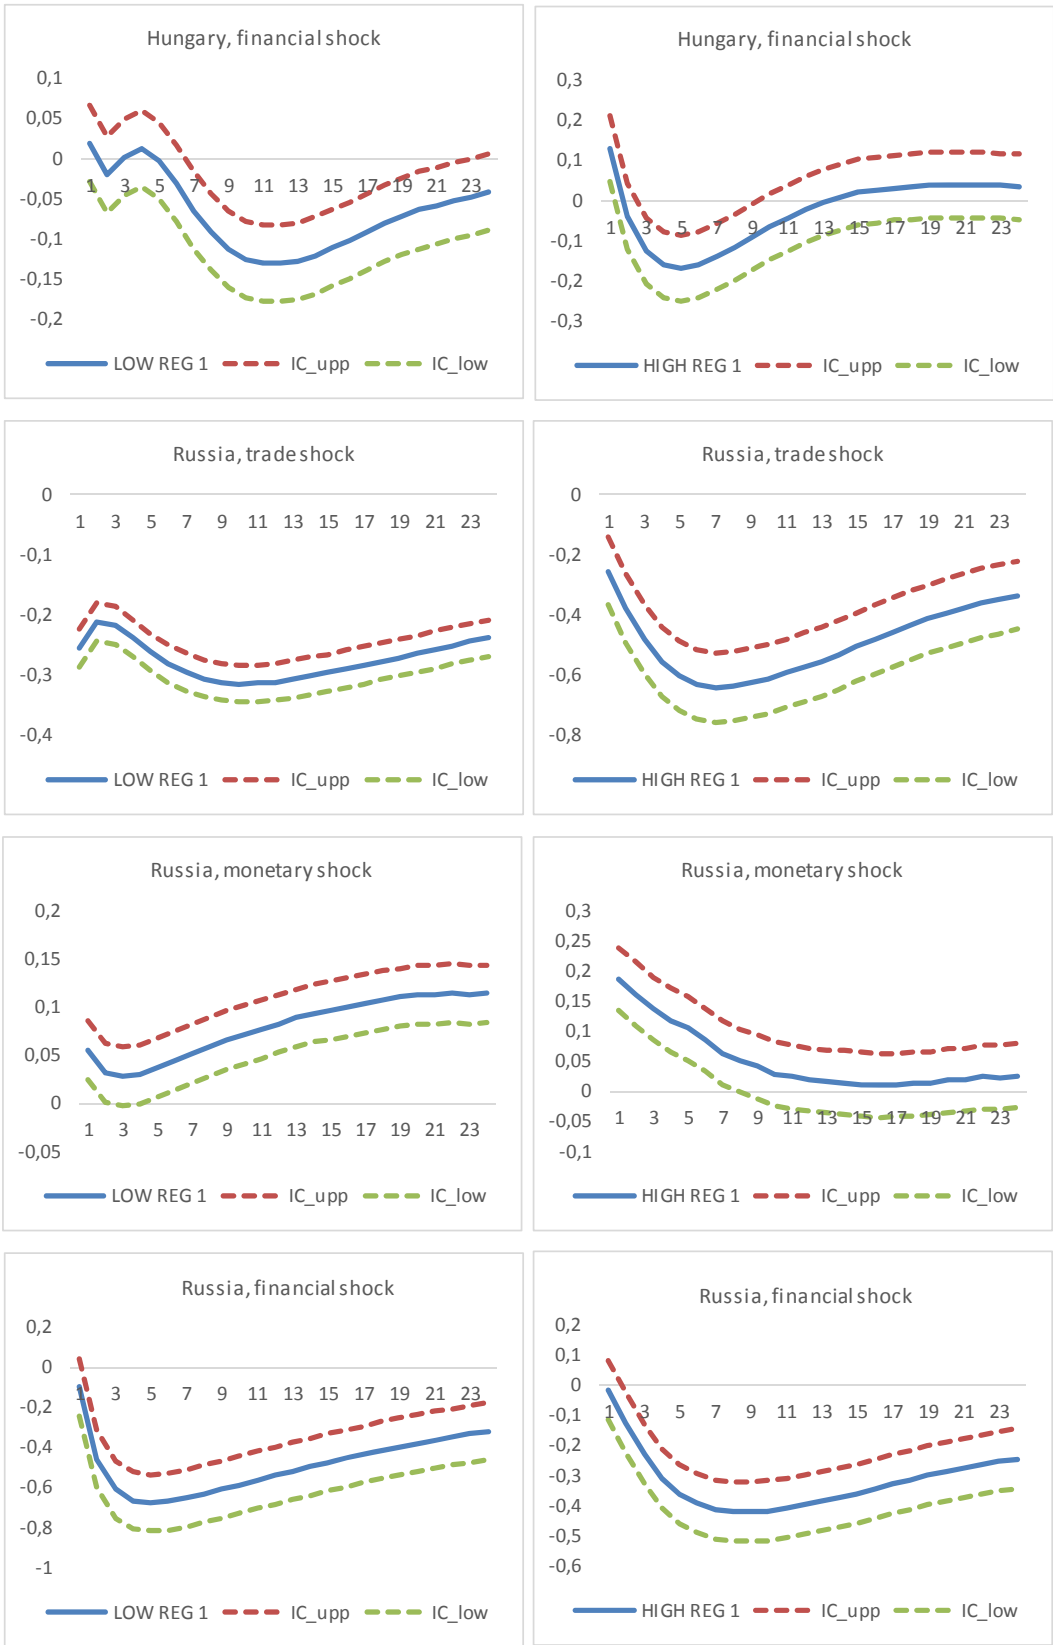 Hungary, financial shock
0,1
0,05
0
-0,05
-0,1
-0,15
-0,2
1 3 5 7 9 11 13 15 17 19 21 23
LOW REG 1 IC_upp IC_low
Hungary, financial shock
0,3
0,2
0,1
0
-0,1
-0,2
-0,3
1 3 5 7 9 11 13 15 17 19 21 23
HIGH REG 1 IC_upp IC_low
Russia, trade shock
0
-0,1
-0,2
-0,3
-0,4
1 3 5 7 9 11 13 15 17 19 21 23
LOW REG 1 IC_upp IC_low
Russia, trade shock
0
-0,2
-0,4
-0,6
-0,8
1 3 5 7 9 11 13 15 17 19 21 23
HIGH REG 1 IC_upp IC_low
Russia, monetary shock
0,2
0,15
0,1
0,05
0
-0,05
1 3 5 7 9 11 13 15 17 19 21 23
LOW REG 1 IC_upp IC_low
Russia, monetary shock
0,3
0,25
0,2
0,15
0,1
0,05
0
-0,05
-0,1
1 3 5 7 9 11 13 15 17 19 21 23
HIGH REG 1 IC_upp IC_low
Russia, financial shock
0,2
0
-0,2
-0,4
-0,6
-0,8
-1
1 3 5 7 9 11 13 15 17 19 21 23
LOW REG 1 IC_upp IC_low
Russia, financial shock
0,2
0,1
0
-0,1
-0,2
-0,3
-0,4
-0,5
-0,6
1 3 5 7 9 11 13 15 17 19 21 23
HIGH REG 1 IC_upp IC_low